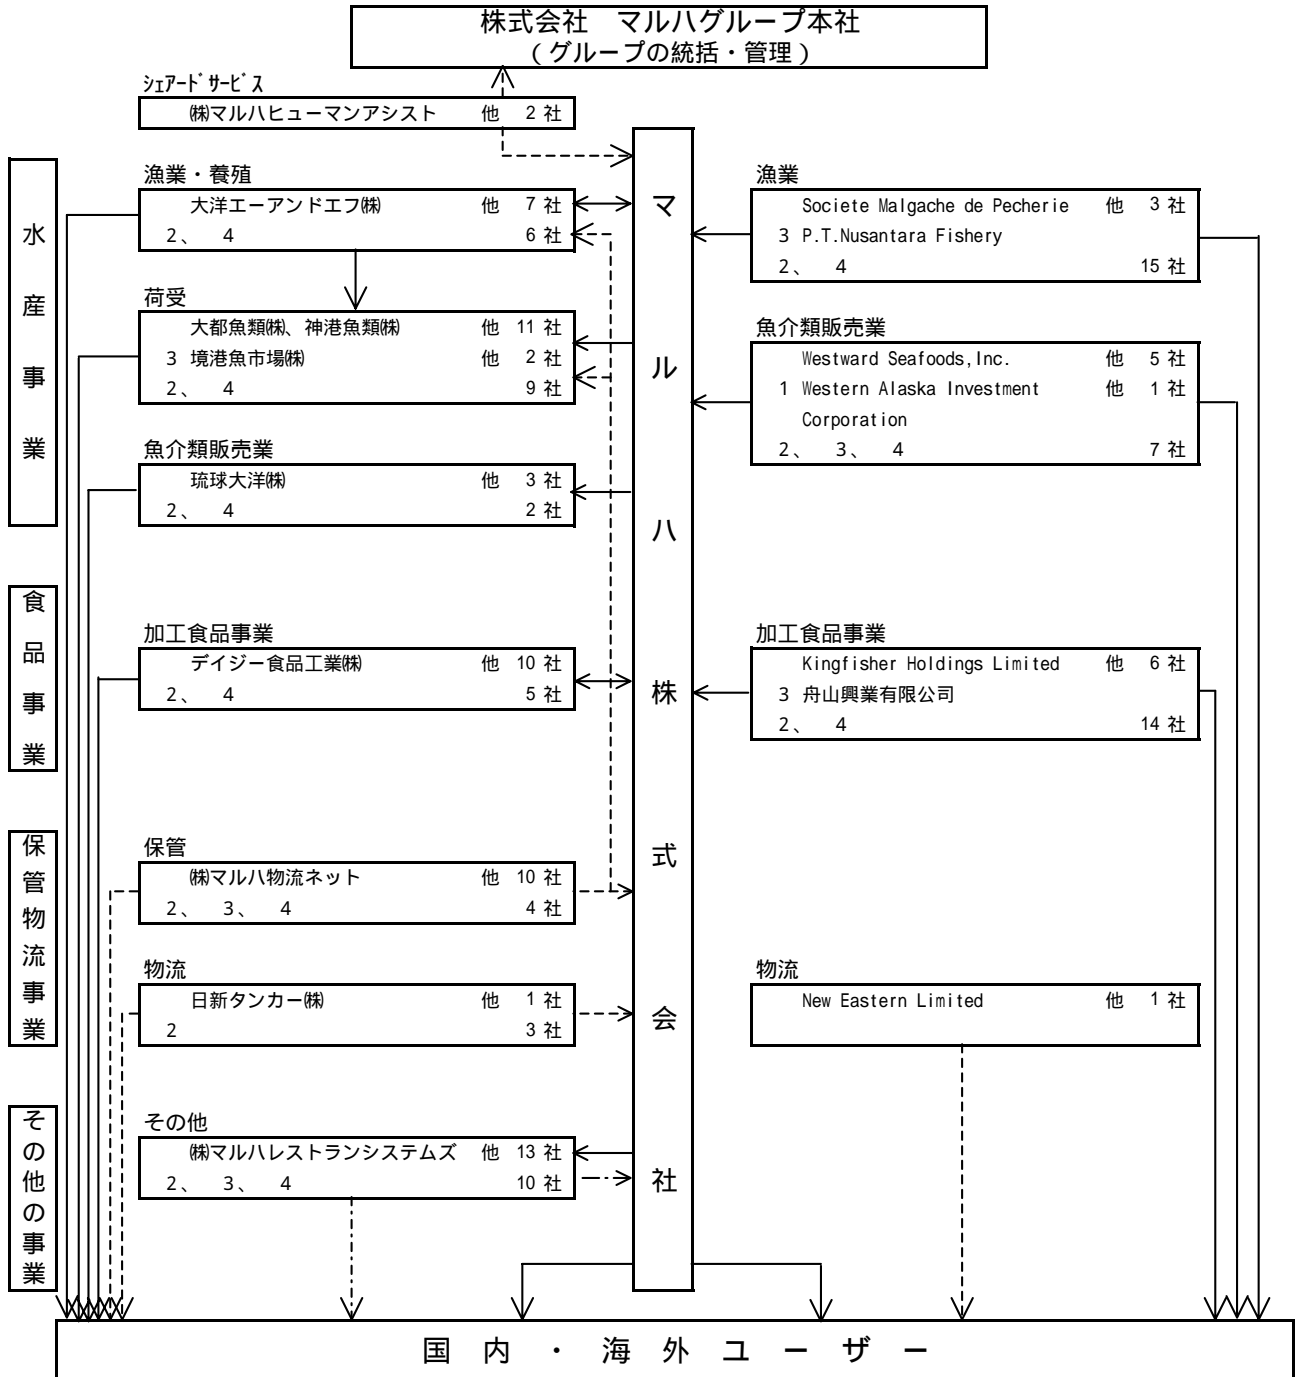 株式会社　マルハグループ本社
(グループの統括・管理)
シェアードサービス
㈱マルハヒューマンアシスト　他　2 社
水産事業
漁業・養殖
大洋エーアンドエフ㈱　他　7 社
2、　4　6 社
荷受
大都魚類㈱、神港魚類㈱　他　11 社
3 境港魚市場㈱　他　2 社
2、　4　9 社
魚介類販売業
琉球大洋㈱　他　3 社
2、　4　2 社
食品事業
加工食品事業
デイジー食品工業㈱　他　10 社
2、　4　5 社
保管物流事業
保管
㈱マルハ物流ネット　他　10 社
2、　3、　4　4 社
物流
日新タンカー㈱　他　1 社
2　3 社
その他の事業
その他
㈱マルハレストランシステムズ　他　13 社
2、　3、　4　10 社
マルハ株式会社
漁業
Societe Malgache de Pecherie　他　3 社
3 P.T.Nusantara Fishery
2、　4　15 社
魚介類販売業
Westward Seafoods,Inc.　他　5 社
1 Western Alaska Investment　他　1 社
Corporation
2、　3、　4　7 社
加工食品事業
Kingfisher Holdings Limited　他　6 社
3 舟山興業有限公司
2、　4　14 社
物流
New Eastern Limited　他　1 社
国内・海外ユーザー